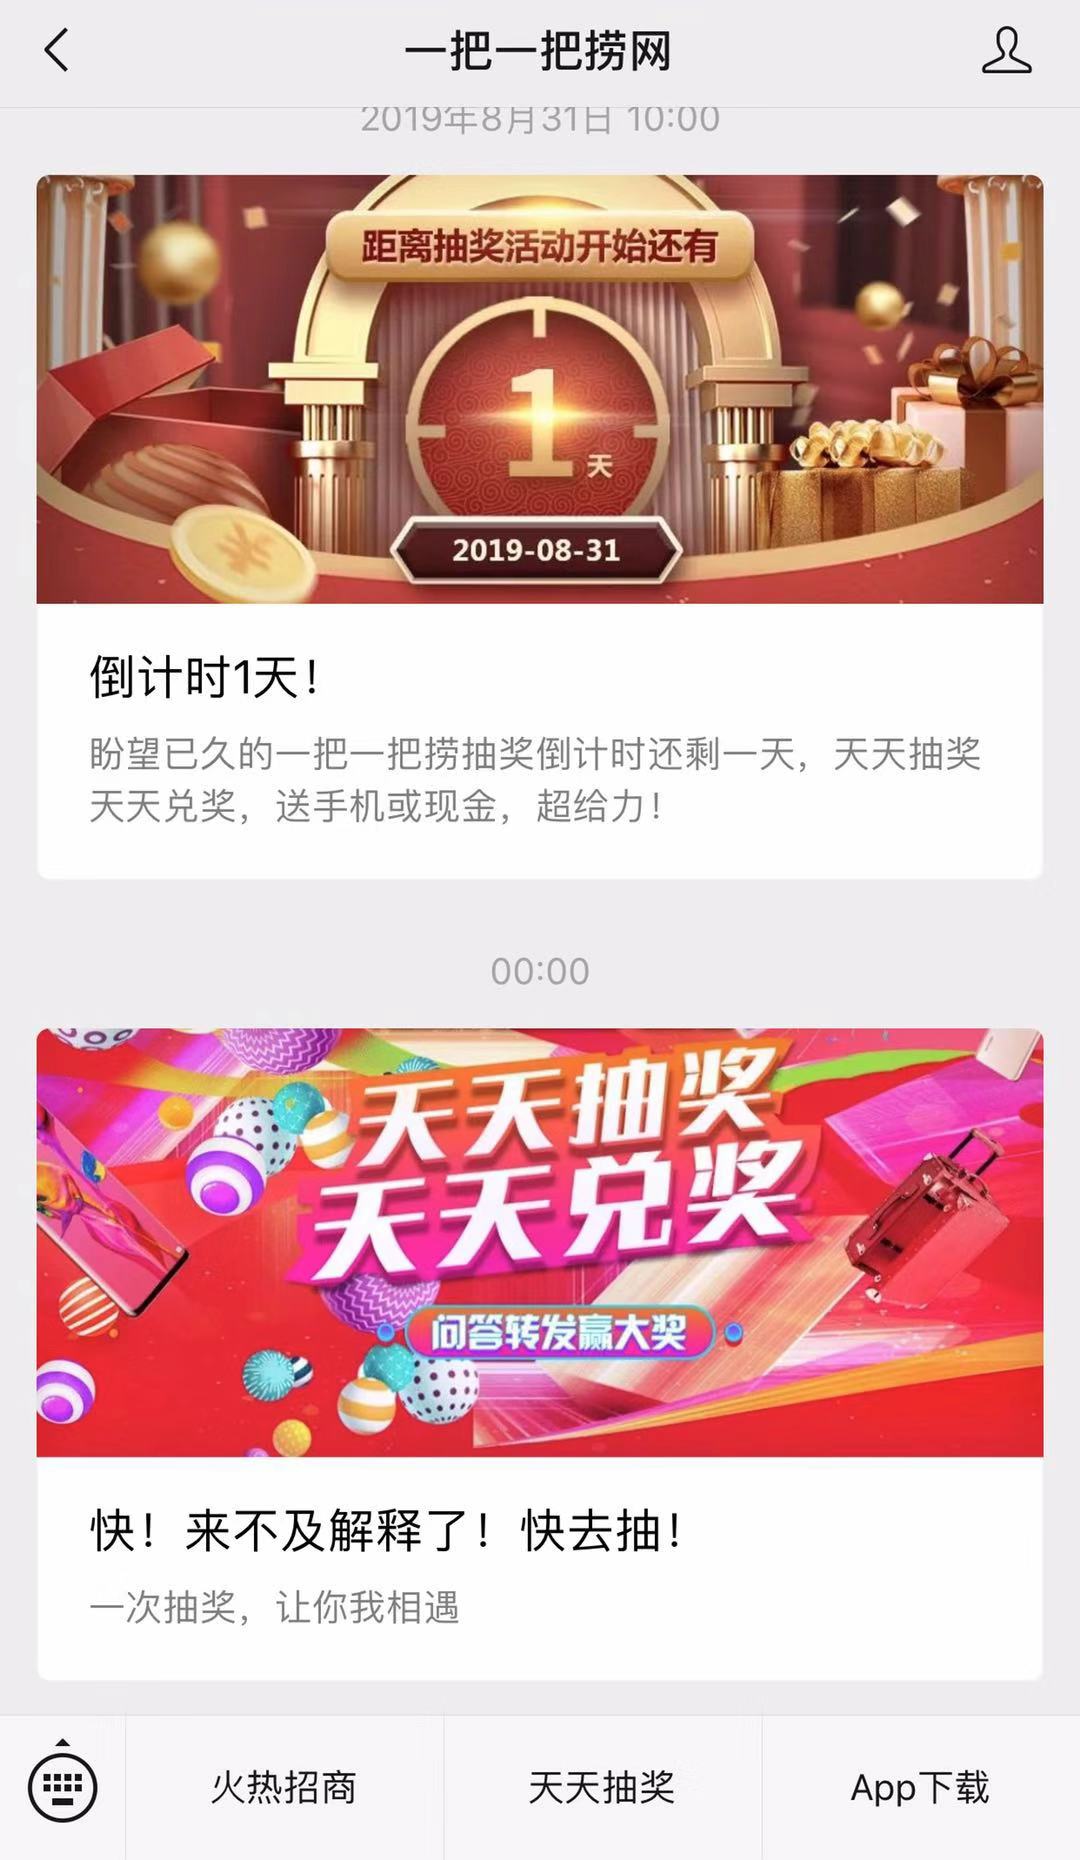 一把一把捞网
2019年8月31日 10:00
距离抽奖活动开始还有
1
天
2019-08-31
倒计时1天！
盼望已久的一把一把捞抽奖倒计时还剩一天，天天抽奖
天天兑奖，送手机或现金，超给力！
00:00
天天抽奖
天天兑奖
问答转发赢大奖
快！来不及解释了！快去抽！
一次抽奖，让你我相遇
火热招商
天天抽奖
App下载